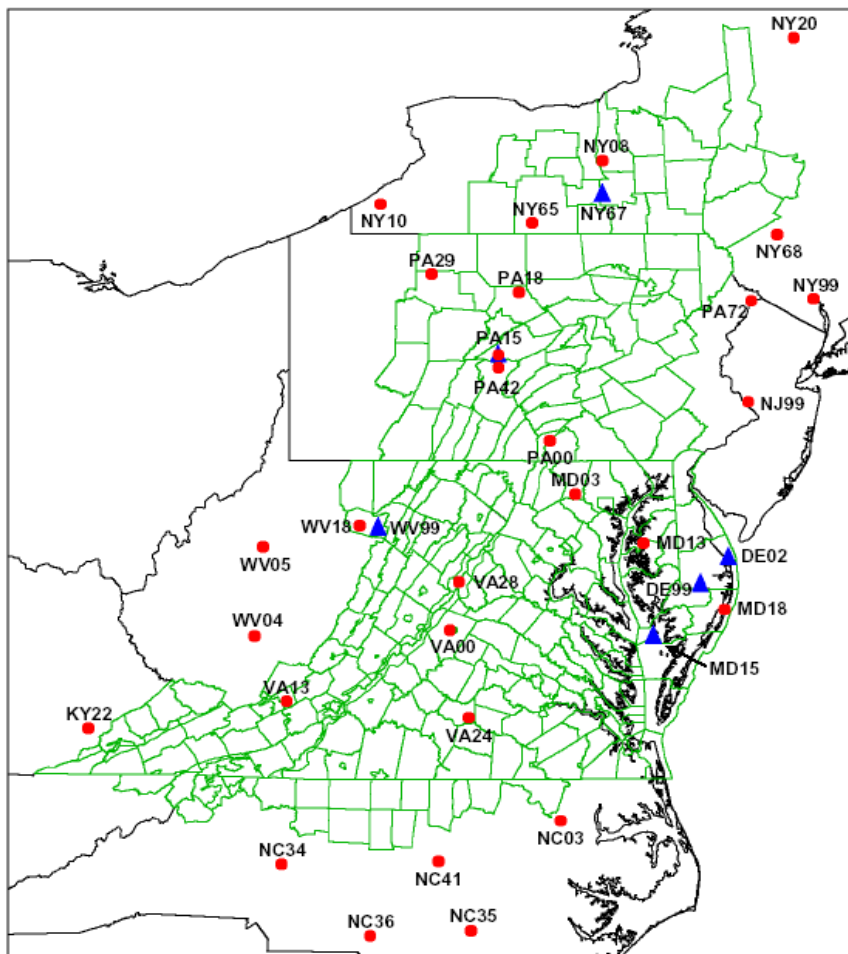 NY20
NY08
NY10
NY65
NY67
NY68
PA29
PA18
NY99
PA72
PA15
PA42
NJ99
PA00
MD03
WV18
WV99
WV05
MD13
DE02
VA28
DE99
MD18
WV04
VA00
MD15
VA13
KY22
VA24
NC03
NC34
NC41
NC36
NC35